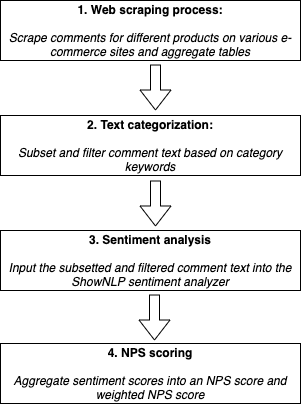 1. Web scraping process:
Scrape comments for different products on various e-
commerce sites and aggregate tables
2. Text categorization:
Subset and filter comment text based on category
keywords
3. Sentiment analysis
Input the subsetted and filtered comment text into the
ShowNLP sentiment analyzer
4. NPS scoring
Aggregate sentiment scores into an NPS score and
weighted NPS score